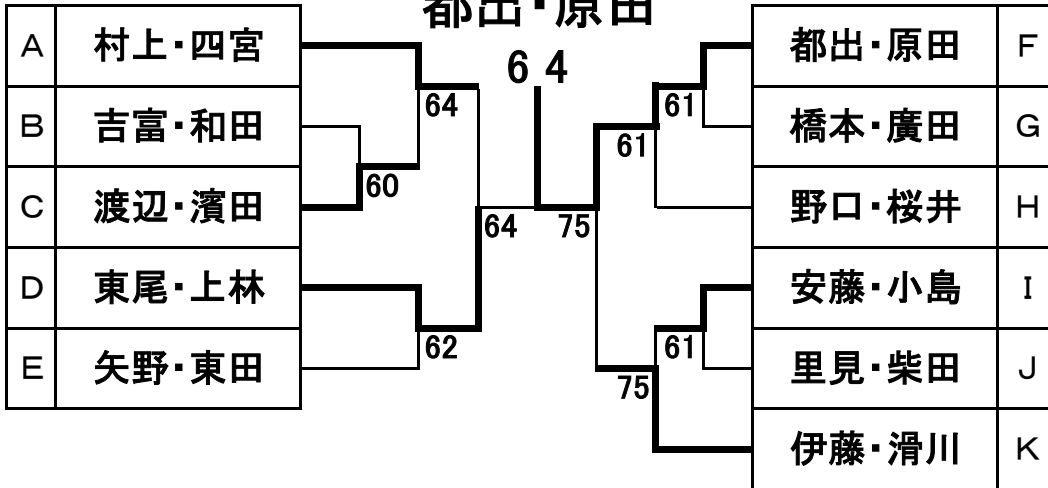 都出・原田
6 4
A 村上・四宮
B 吉富・和田
C 渡辺・濱田
D 東尾・上林
E 矢野・東田
64
60
62
64
75
61
61
61
75
都出・原田 F
橋本・廣田 G
野口・桜井 H
安藤・小島 I
里見・柴田 J
伊藤・滑川 K